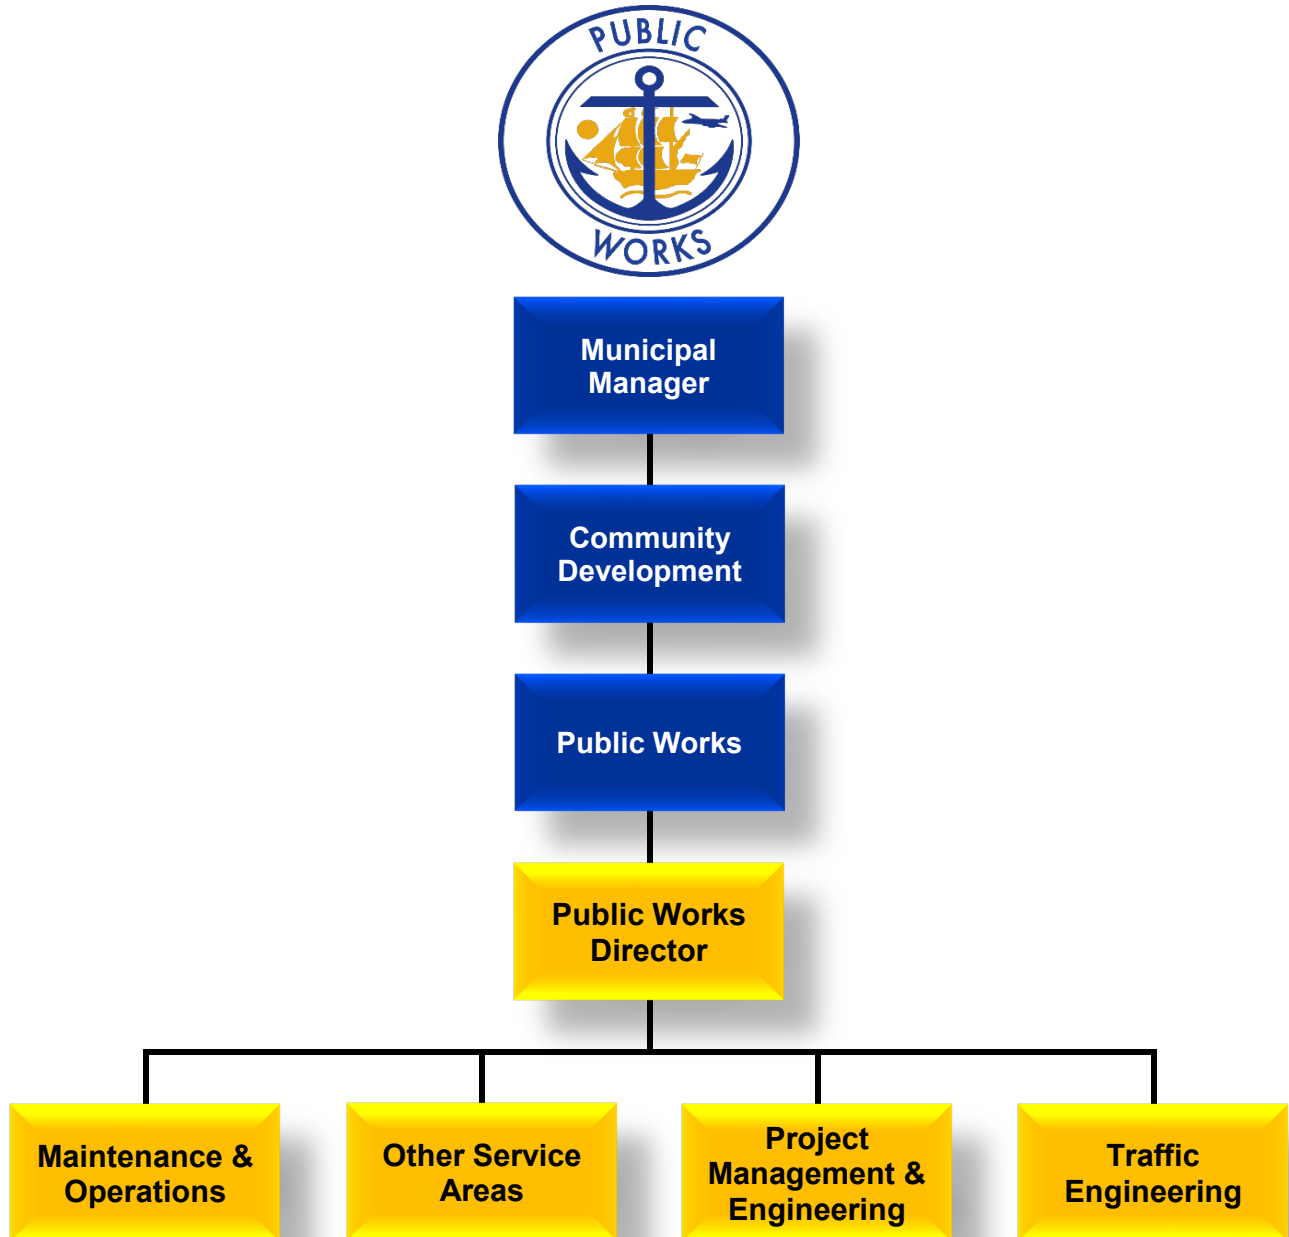 PUBLIC
WORKS
Municipal
Manager
Community
Development
Public Works
Public Works
Director
Maintenance &
Operations
Other Service
Areas
Project
Management &
Engineering
Traffic
Engineering